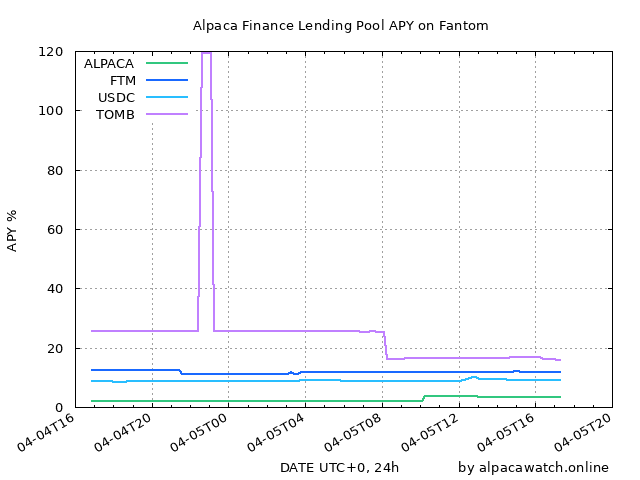 Alpaca Finance Lending Pool APY on Fantom
120
100
80
60
40
20
0
APY %
ALPACA
FTM
USDC
TOMB
04-04T16
04-04T20
04-05T00
04-05T04
04-05T08
04-05T12
04-05T16
04-05T20
DATE UTC+0, 24h
by alpacawatch.online